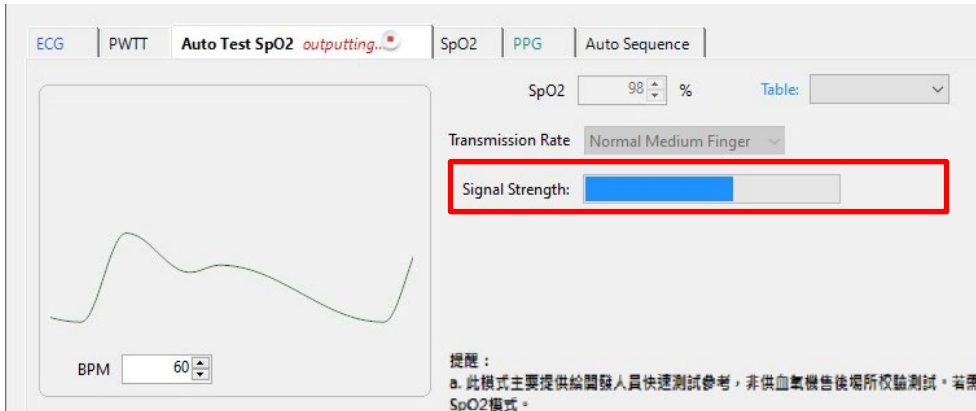 ECG PWTT Auto Test SpO2 outputting... SpO2 PPG Auto Sequence
SpO2 98 % Table:
Transmission Rate Normal Medium Finger
Signal Strength:
BPM 60
提醒：
a. 此模式主要提供給開發人員快速測試參考，非供血氧機售後場所校驗測試。若需
SpO2模式。